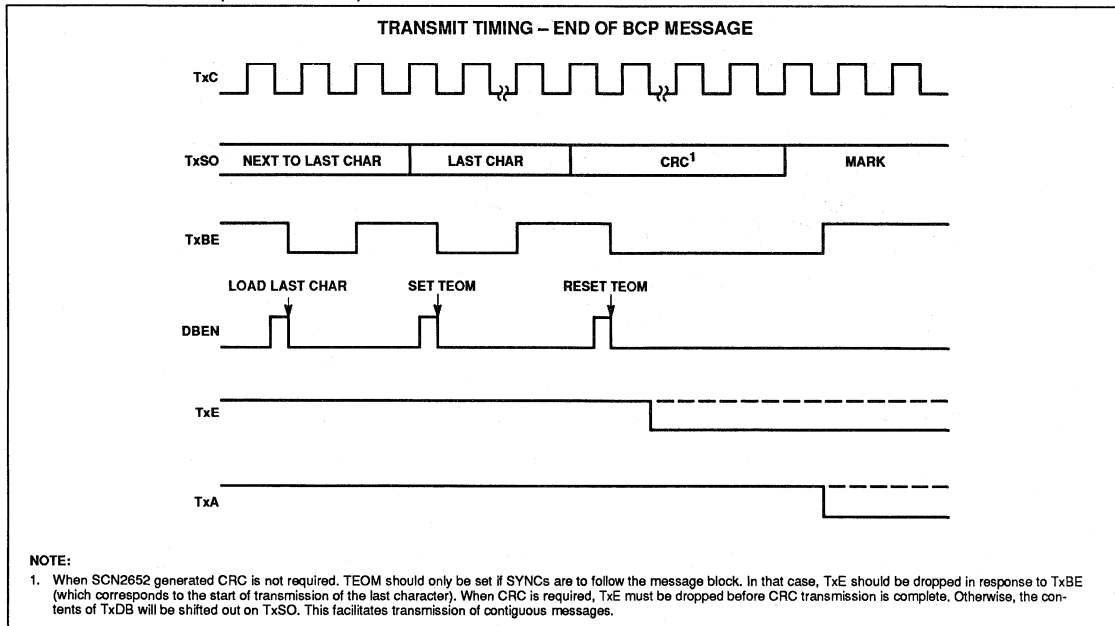 TRANSMIT TIMING – END OF BCP MESSAGE
TxC
TxSO NEXT TO LAST CHAR LAST CHAR CRC1 MARK
TxBE
LOAD LAST CHAR SET TEOM RESET TEOM
DBEN
TxE
TxA
NOTE:
1. When SCN2652 generated CRC is not required. TEOM should only be set if SYNCs are to follow the message block. In that case, TxE should be dropped in response to TxBE
(which corresponds to the start of transmission of the last character). When CRC is required, TxE must be dropped before CRC transmission is complete. Otherwise, the con-
tents of TxDB will be shifted out on TxSO. This facilitates transmission of contiguous messages.